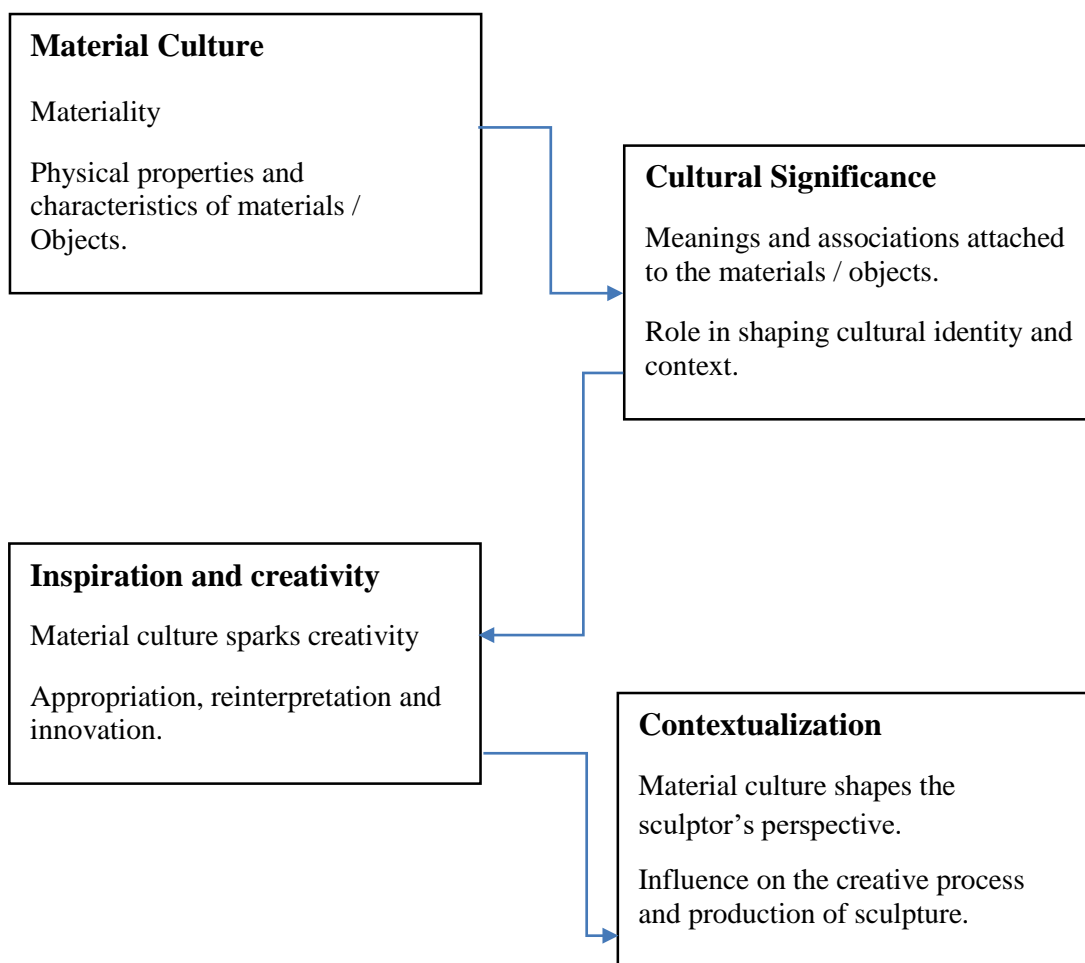 Material Culture
Materiality
Physical properties and
characteristics of materials /
Objects.
Cultural Significance
Meanings and associations attached
to the materials / objects.
Role in shaping cultural identity and
context.
Inspiration and creativity
Material culture sparks creativity
Appropriation, reinterpretation and
innovation.
Contextualization
Material culture shapes the
sculptor’s perspective.
Influence on the creative process
and production of sculpture.